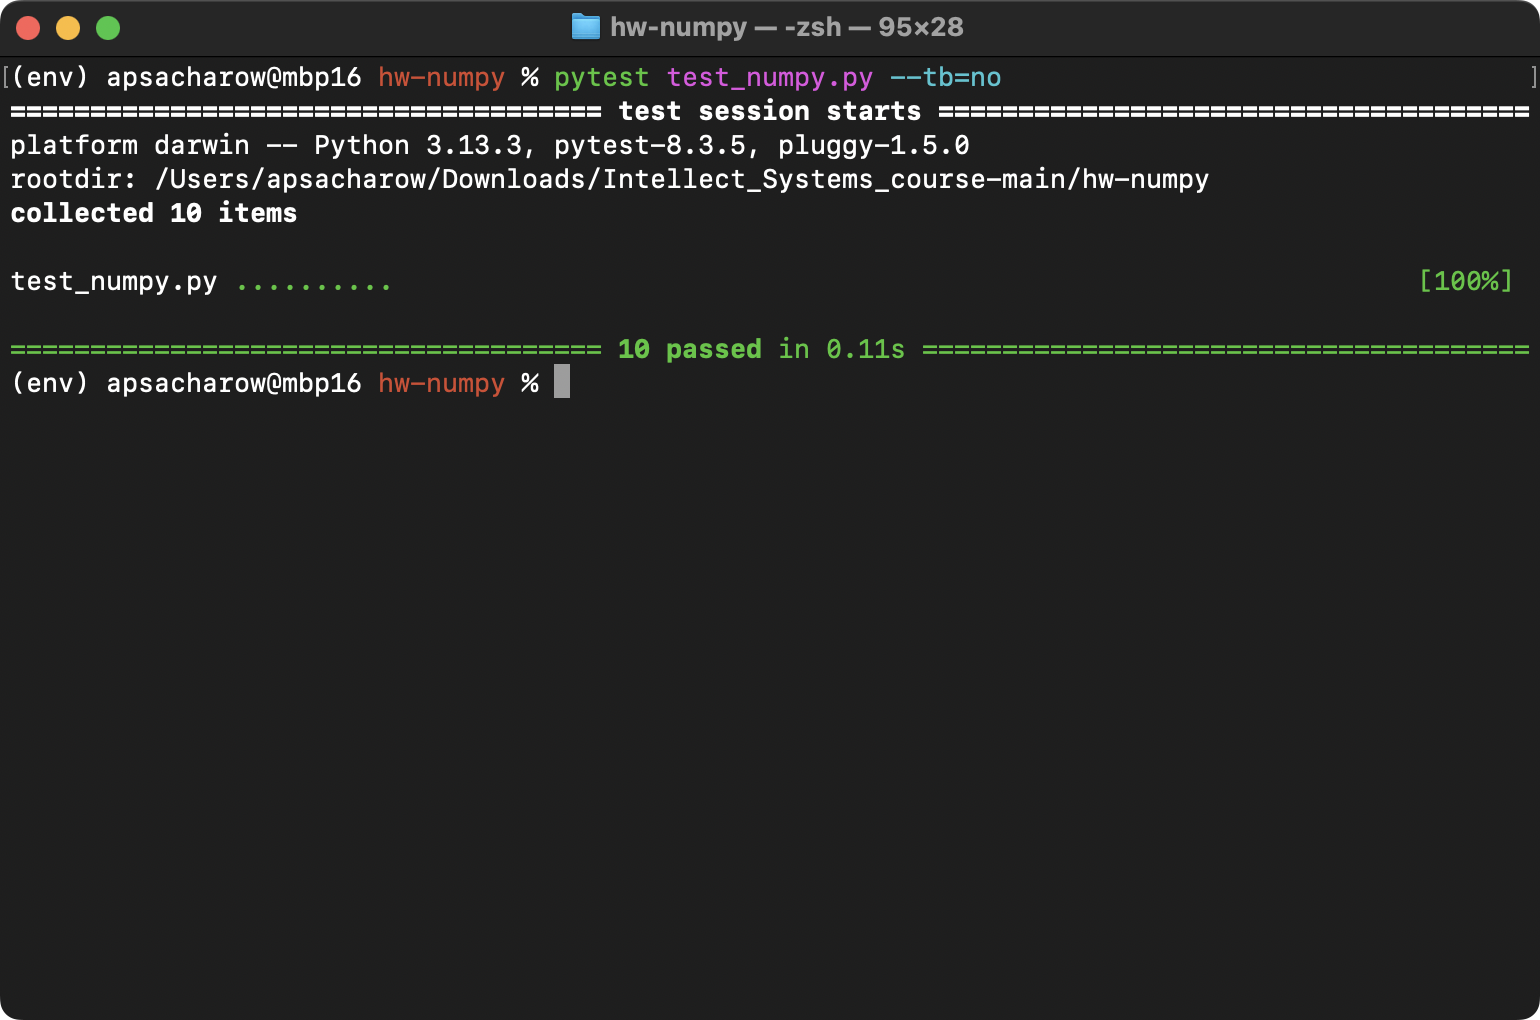 hw-numpy — -zsh — 95×28
[(env) apsacharow@mbp16 hw-numpy % pytest test_numpy.py --tb=no ]
===================================== test session starts =====================================
platform darwin -- Python 3.13.3, pytest-8.3.5, pluggy-1.5.0
rootdir: /Users/apsacharow/Downloads/Intellect_Systems_course-main/hw-numpy
collected 10 items
test_numpy.py .......... [100%]
===================================== 10 passed in 0.11s ======================================
(env) apsacharow@mbp16 hw-numpy %